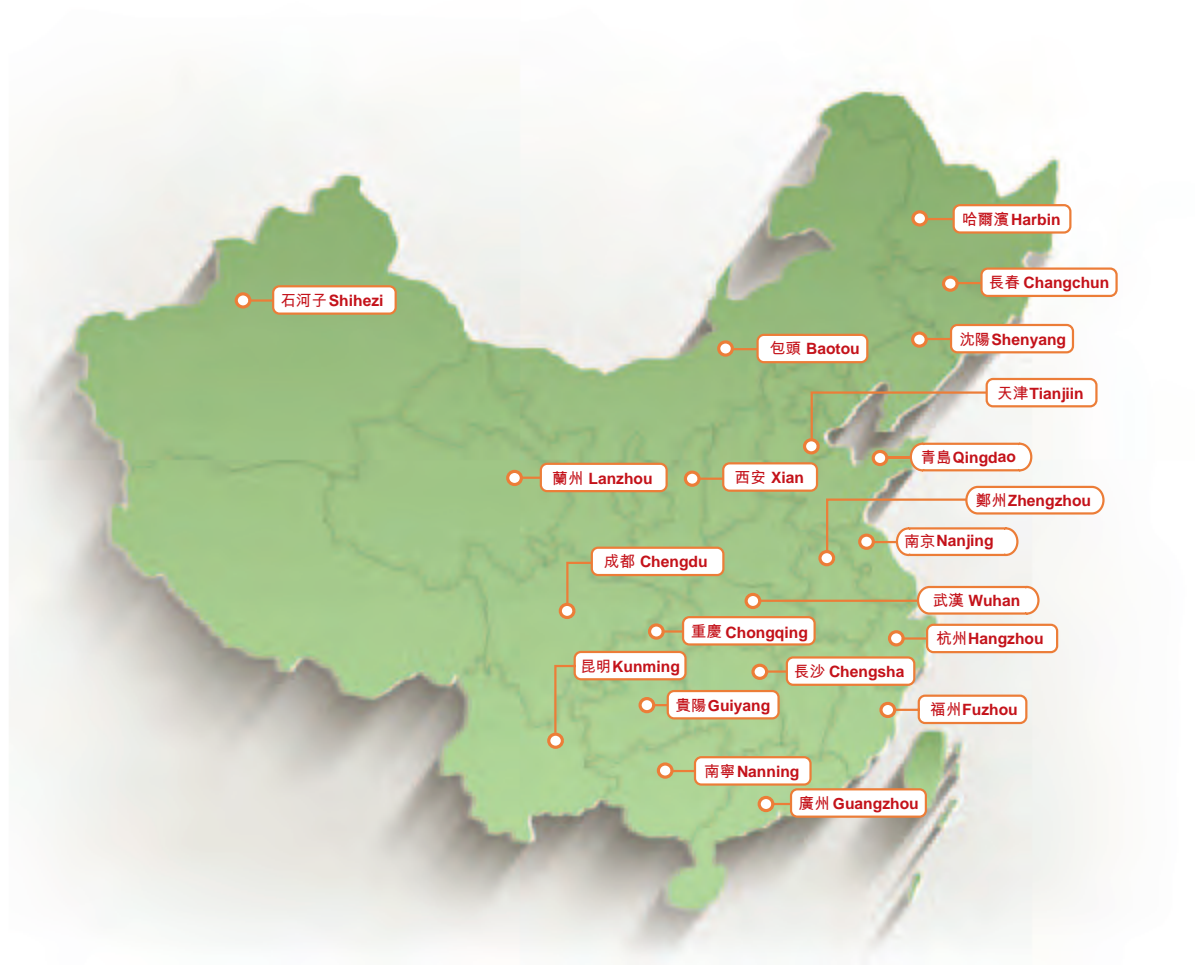 哈爾濱 Harbin
長春 Changchun
石河子 Shihezi
沈陽 Shenyang
包頭 Baotou
天津 Tianjiin
青島 Qingdao
蘭州 Lanzhou
西安 Xian
鄭州 Zhengzhou
南京 Nanjing
成都 Chengdu
武漢 Wuhan
重慶 Chongqing
杭州 Hangzhou
昆明 Kunming
長沙 Chengsha
貴陽 Guiyang
福州 Fuzhou
南寧 Nanning
廣州 Guangzhou